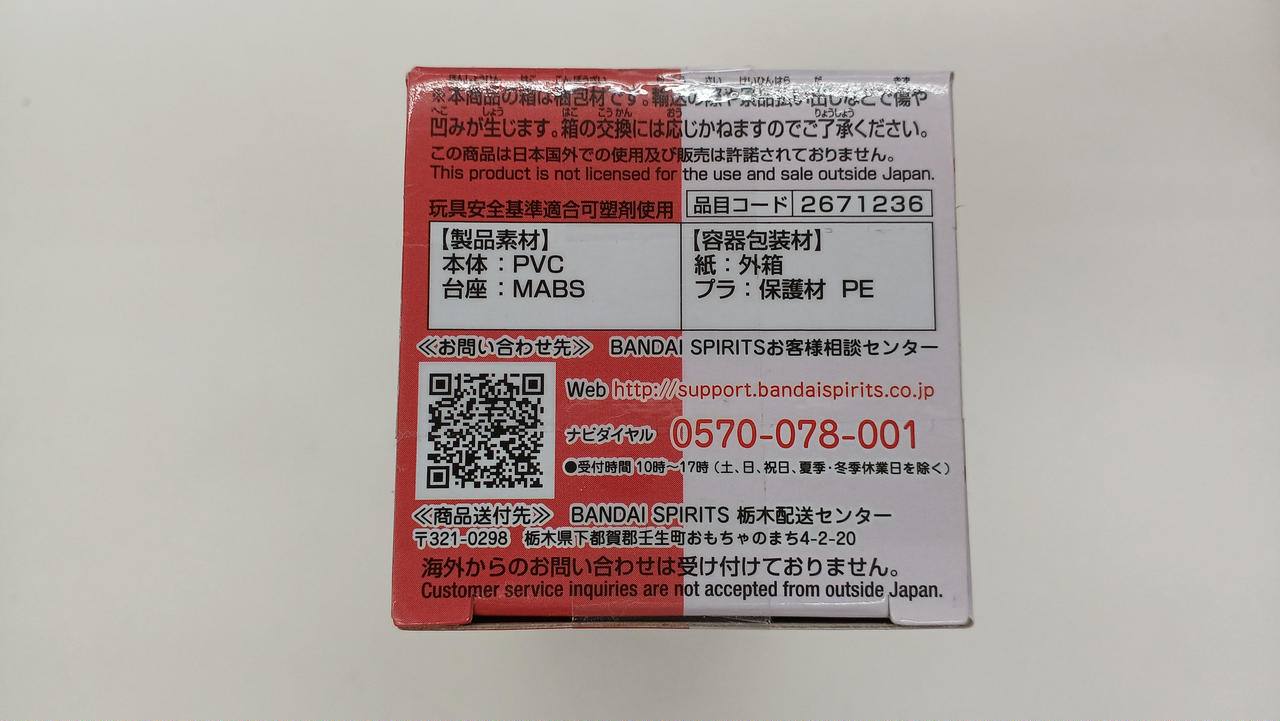 ※本商品の箱は梱包材です。輸送の際や景品払い出しなどで傷や
凹みが生じます。箱の交換には応じかねますのでご了承ください。
この商品は日本国外での使用及び販売は許諾されておりません。
This product is not licensed for the use and sale outside Japan.
玩具安全基準適合可塑剤使用 品目コード 2671236
【製品素材】 【容器包装材】
本体：PVC 紙：外箱
台座：MABS プラ：保護材 PE
≪お問い合わせ先≫ BANDAI SPIRITSお客様相談センター
Web http://support.bandaispirits.co.jp
ナビダイヤル 0570-078-001
●受付時間 10時〜17時（土、日、祝日、夏季・冬季休業日を除く）
≪商品送付先≫ BANDAI SPIRITS 栃木配送センター
〒321-0298 栃木県下都賀郡壬生町おもちゃのまち4-2-20
海外からのお問い合わせは受け付けておりません。
Customer service inquiries are not accepted from outside Japan.